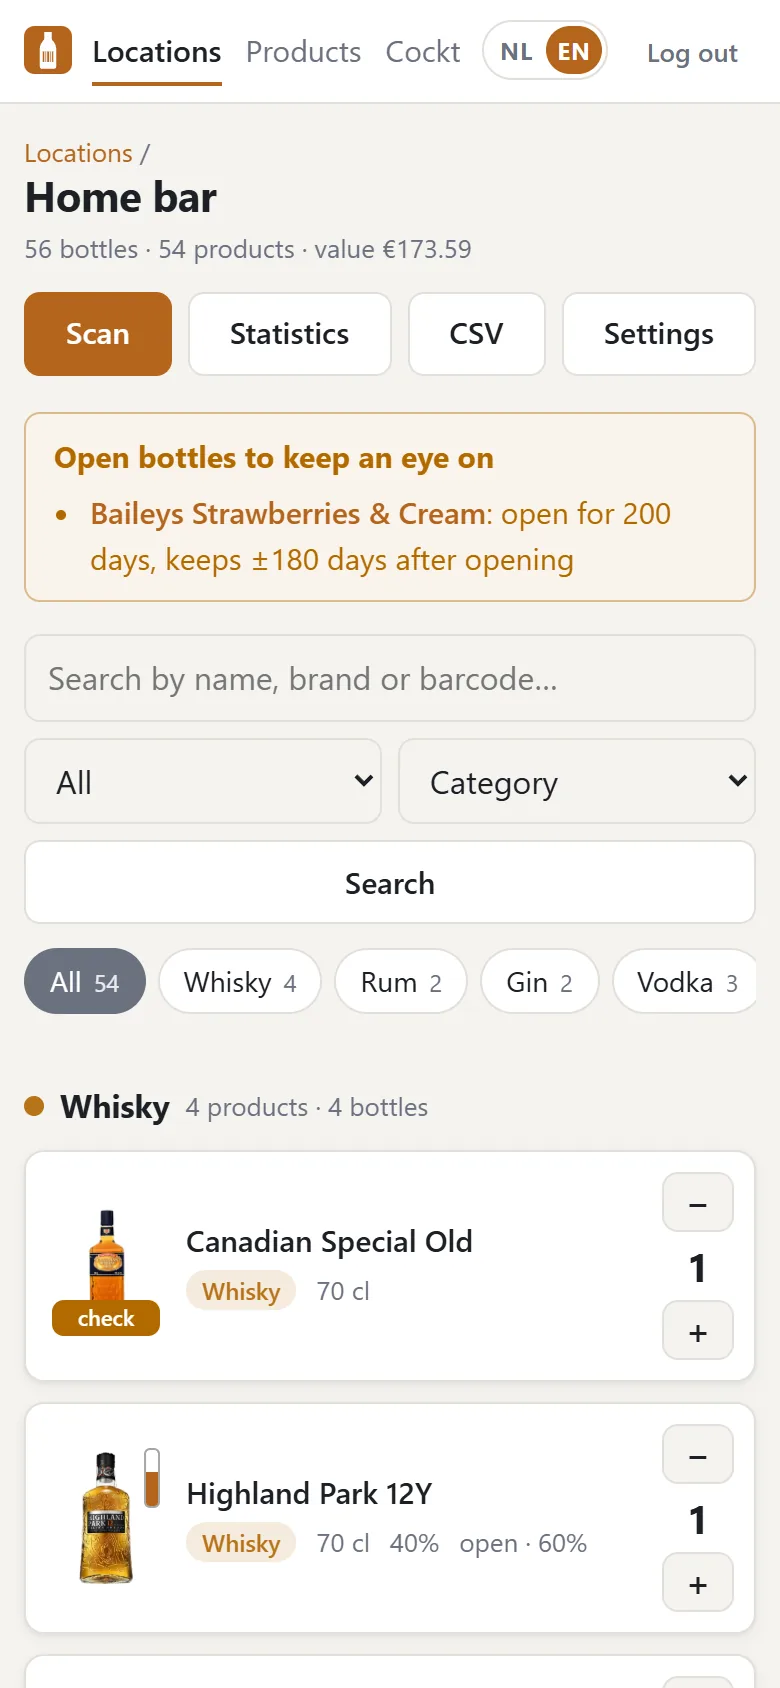 Locations Products Cockt NL EN Log out
Locations /
Home bar
56 bottles · 54 products · value €173.59
Scan Statistics CSV Settings
Open bottles to keep an eye on
• Baileys Strawberries & Cream: open for 200
days, keeps ±180 days after opening
Search by name, brand or barcode...
All Category
Search
All 54 Whisky 4 Rum 2 Gin 2 Vodka 3
Whisky 4 products · 4 bottles
−
Canadian Special Old
1
Whisky 70 cl
check
+
−
Highland Park 12Y
1
HIGHLAND
PARK
Whisky 70 cl 40% open · 60%
+